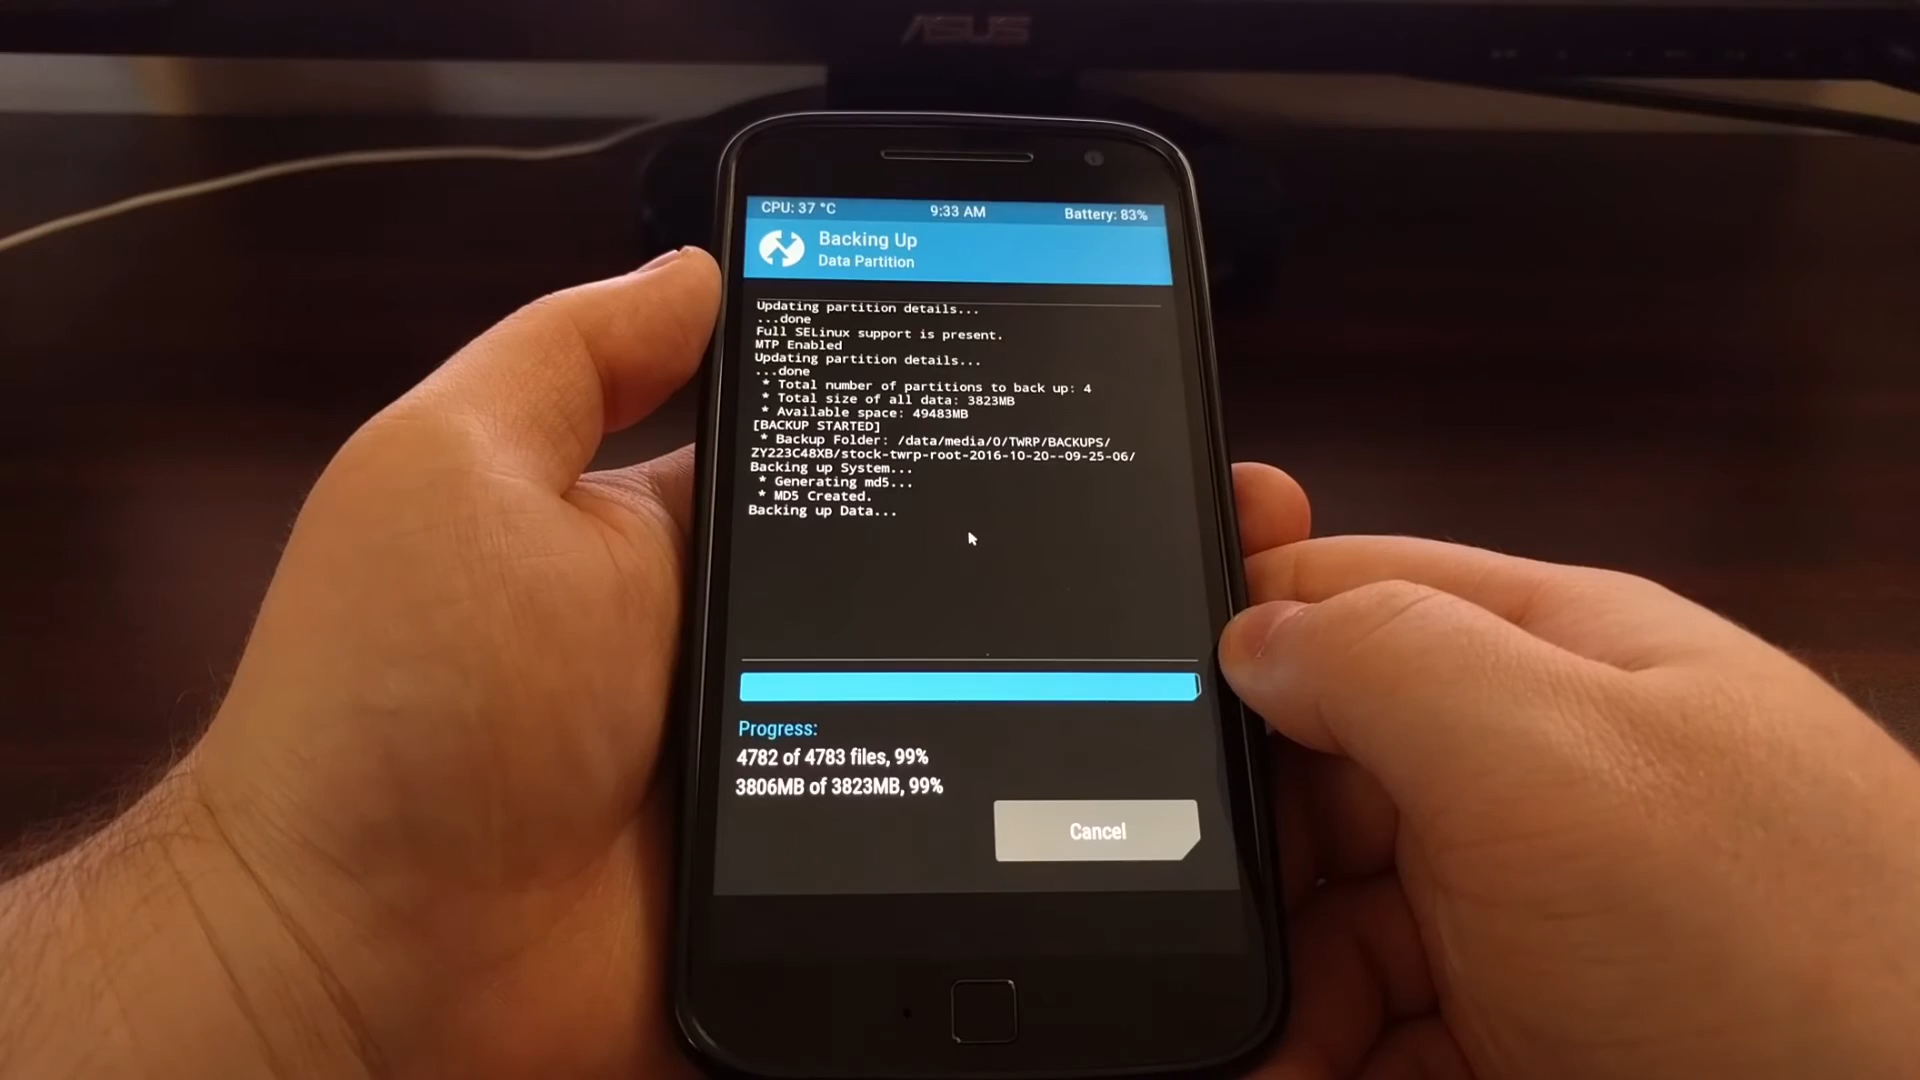 ASUS
CPU: 37 °C 9:33 AM Battery: 83%
Backing Up
Data Partition
Updating partition details...
...done
Full SELinux support is present.
MTP Enabled
Updating partition details...
...done
* Total number of partitions to back up: 4
* Total size of all data: 3823MB
* Available space: 49483MB
[BACKUP STARTED]
* Backup Folder: /data/media/0/TWRP/BACKUPS/
ZY223C48XB/stock-twrp-root-2016-10-20--09-25-06/
Backing up System...
* Generating md5...
* MD5 Created.
Backing up Data...
Progress:
4782 of 4783 files, 99%
3806MB of 3823MB, 99%
Cancel